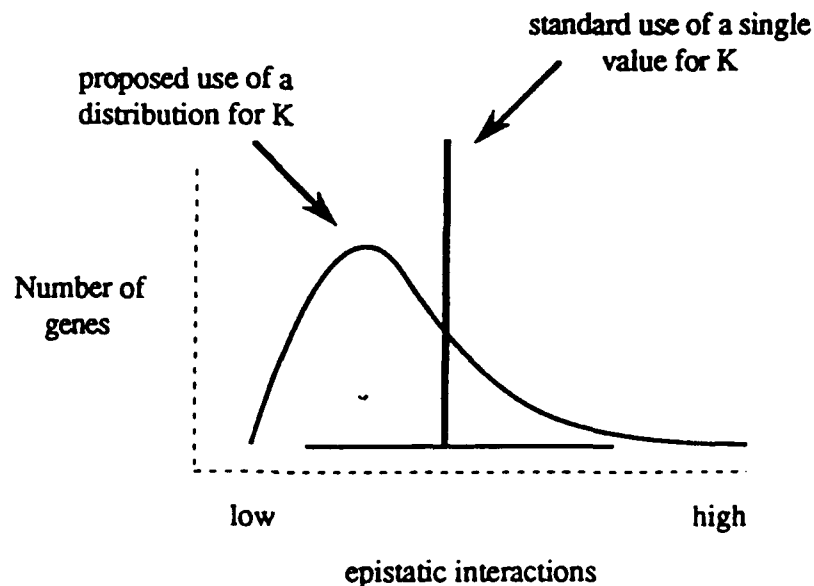 standard use of a single
value for K
proposed use of a
distribution for K
Number of
genes
low
high
epistatic interactions